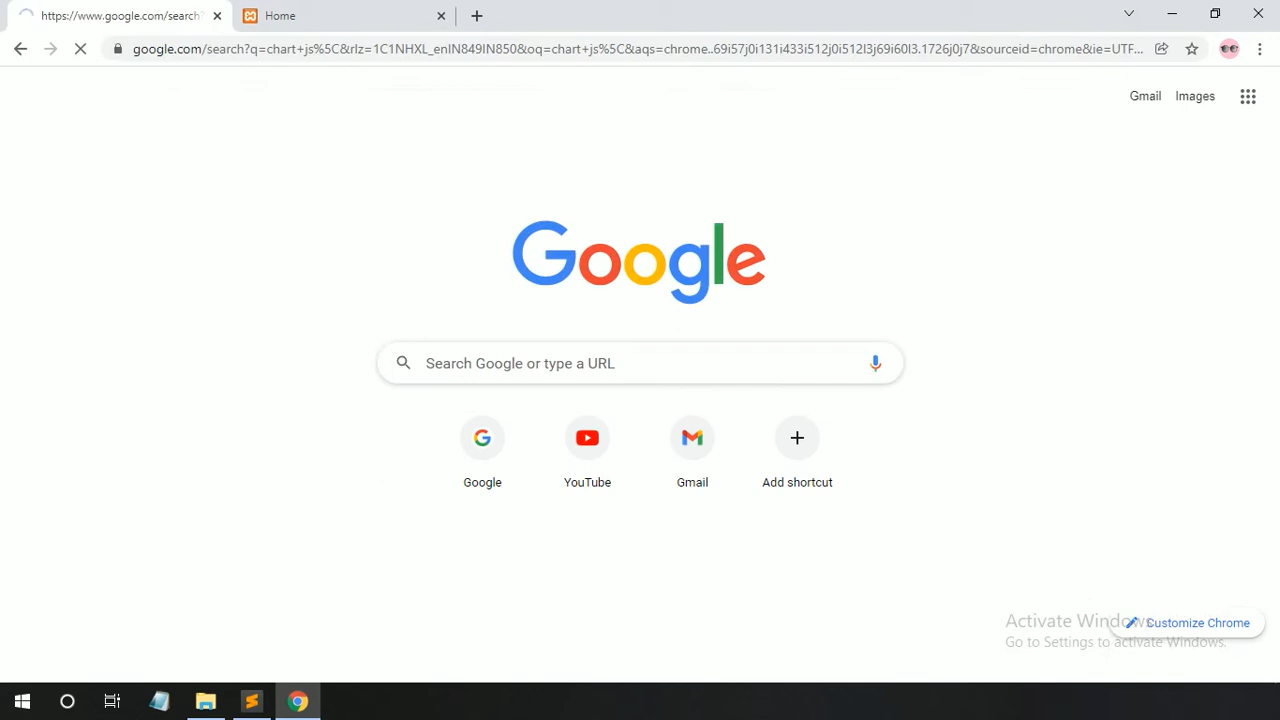 https://www.google.com/search?
Home
google.com/search?q=chart+js%5C&rlz=1C1NHXL_enIN849IN850&oq=chart+js%5C&aqs=chrome..69i57j0i131i433i512j0i512l3j69i60l3.1726j0j7&sourceid=chrome&ie=UTF...
Gmail Images
Google
Search Google or type a URL
Google YouTube Gmail Add shortcut
Activate Windows
Customize Chrome
Go to Settings to activate Windows.